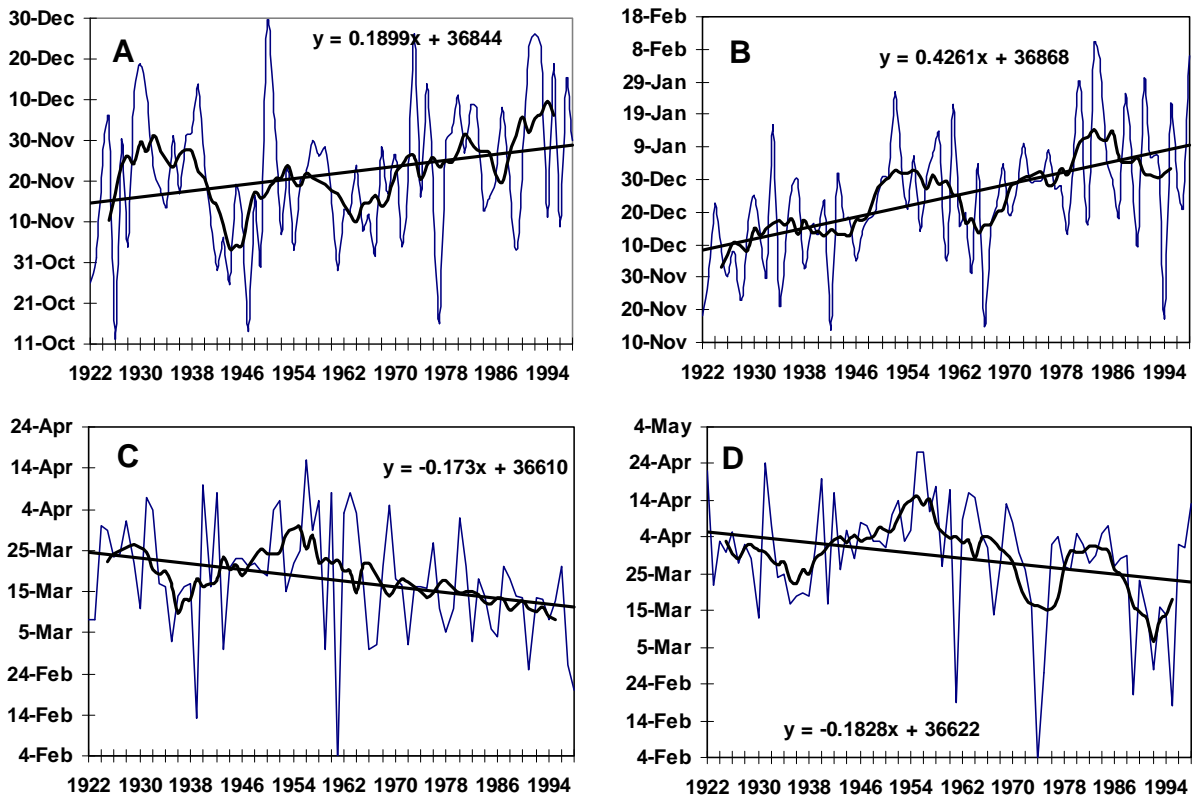 A
y = 0.1899x + 36844
30-Dec
20-Dec
10-Dec
30-Nov
20-Nov
10-Nov
31-Oct
21-Oct
11-Oct
1922 1930 1938 1946 1954 1962 1970 1978 1986 1994
B
y = 0.4261x + 36868
18-Feb
8-Feb
29-Jan
19-Jan
9-Jan
30-Dec
20-Dec
10-Dec
30-Nov
20-Nov
10-Nov
1922 1930 1938 1946 1954 1962 1970 1978 1986 1994
C
y = -0.173x + 36610
24-Apr
14-Apr
4-Apr
25-Mar
15-Mar
5-Mar
24-Feb
14-Feb
4-Feb
1922 1930 1938 1946 1954 1962 1970 1978 1986 1994
D
4-May
24-Apr
14-Apr
4-Apr
25-Mar
15-Mar
5-Mar
24-Feb
14-Feb
4-Feb
y = -0.1828x + 36622
1922 1930 1938 1946 1954 1962 1970 1978 1986 1994